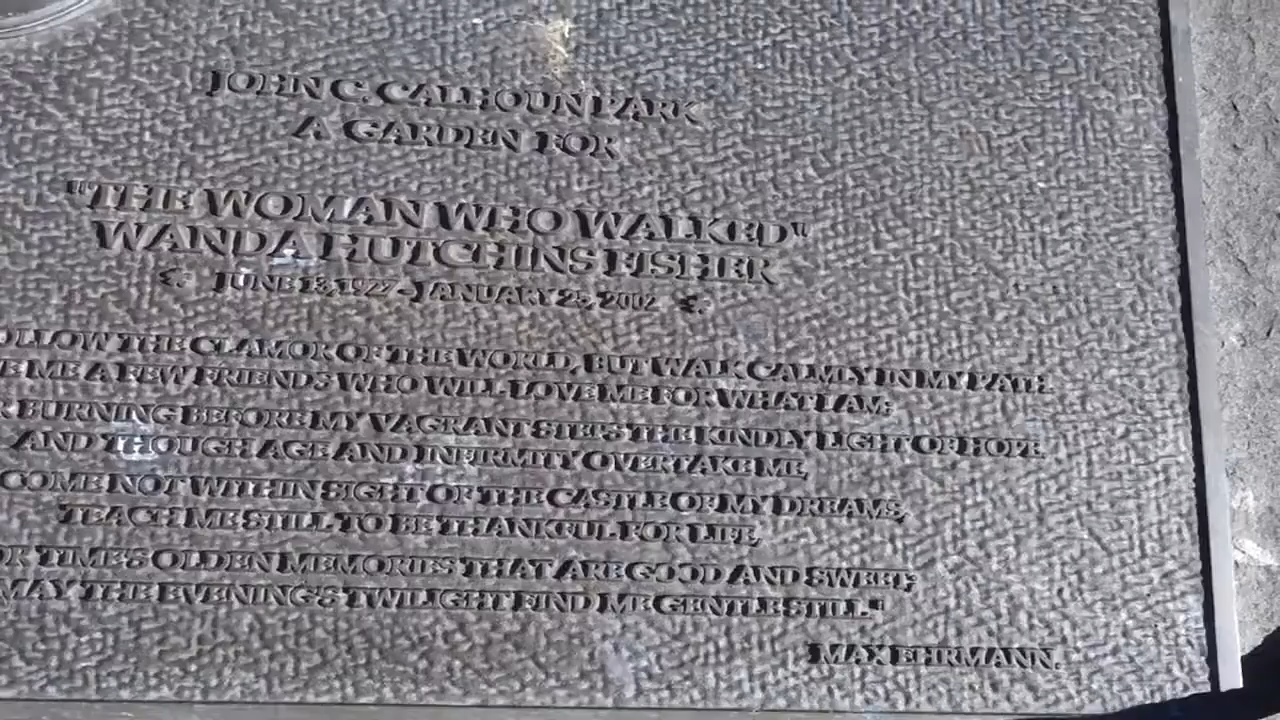 JOHN C. CALHOUN PARK
A GARDEN FOR
"THE WOMAN WHO WALKED"
WANDA HUTCHINS FISHER
JUNE 13, 1927 - JANUARY 25, 2002
OLLOW THE CLAMOR OF THE WORLD, BUT WALK CALMLY IN MY PATH.
E ME A FEW FRIENDS WHO WILL LOVE ME FOR WHAT I AM;
R BURNING BEFORE MY VAGRANT STEPS THE KINDLY LIGHT OF HOPE.
AND THOUGH AGE AND INFIRMITY OVERTAKE ME,
COME NOT WITHIN SIGHT OF THE CASTLE OF MY DREAMS,
TEACH ME STILL TO BE THANKFUL FOR LIFE,
OR TIME'S OLDEN MEMORIES THAT ARE GOOD AND SWEET;
MAY THE EVENING'S TWILIGHT FIND ME GENTLE STILL."
MAX EHRMANN.